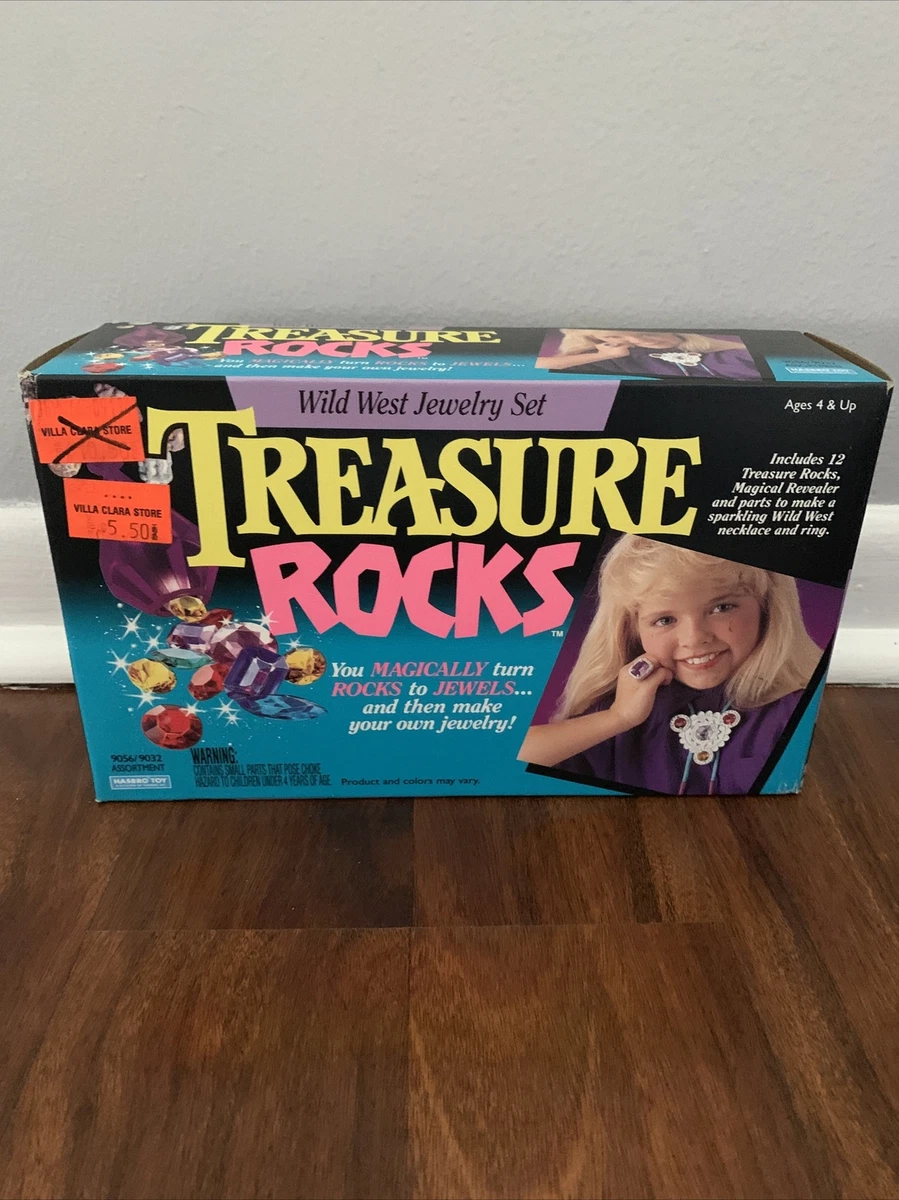 TREASURE
ROCKS™
You MAGICALLY turn ROCKS to JEWELS...
and then make your own jewelry!
HASBRO TOY
Wild West Jewelry Set
Ages 4 & Up
VILLA CLARA STORE
VILLA CLARA STORE
5.50
TREASURE
ROCKS™
Includes 12
Treasure Rocks,
Magical Revealer
and parts to make a
sparkling Wild West
necklace and ring.
You MAGICALLY turn
ROCKS to JEWELS...
and then make
your own jewelry!
9056/9032
ASSORTMENT
HASBRO TOY
WARNING:
CONTAINS SMALL PARTS THAT POSE CHOKE
HAZARD TO CHILDREN UNDER 4 YEARS OF AGE.
Product and colors may vary.